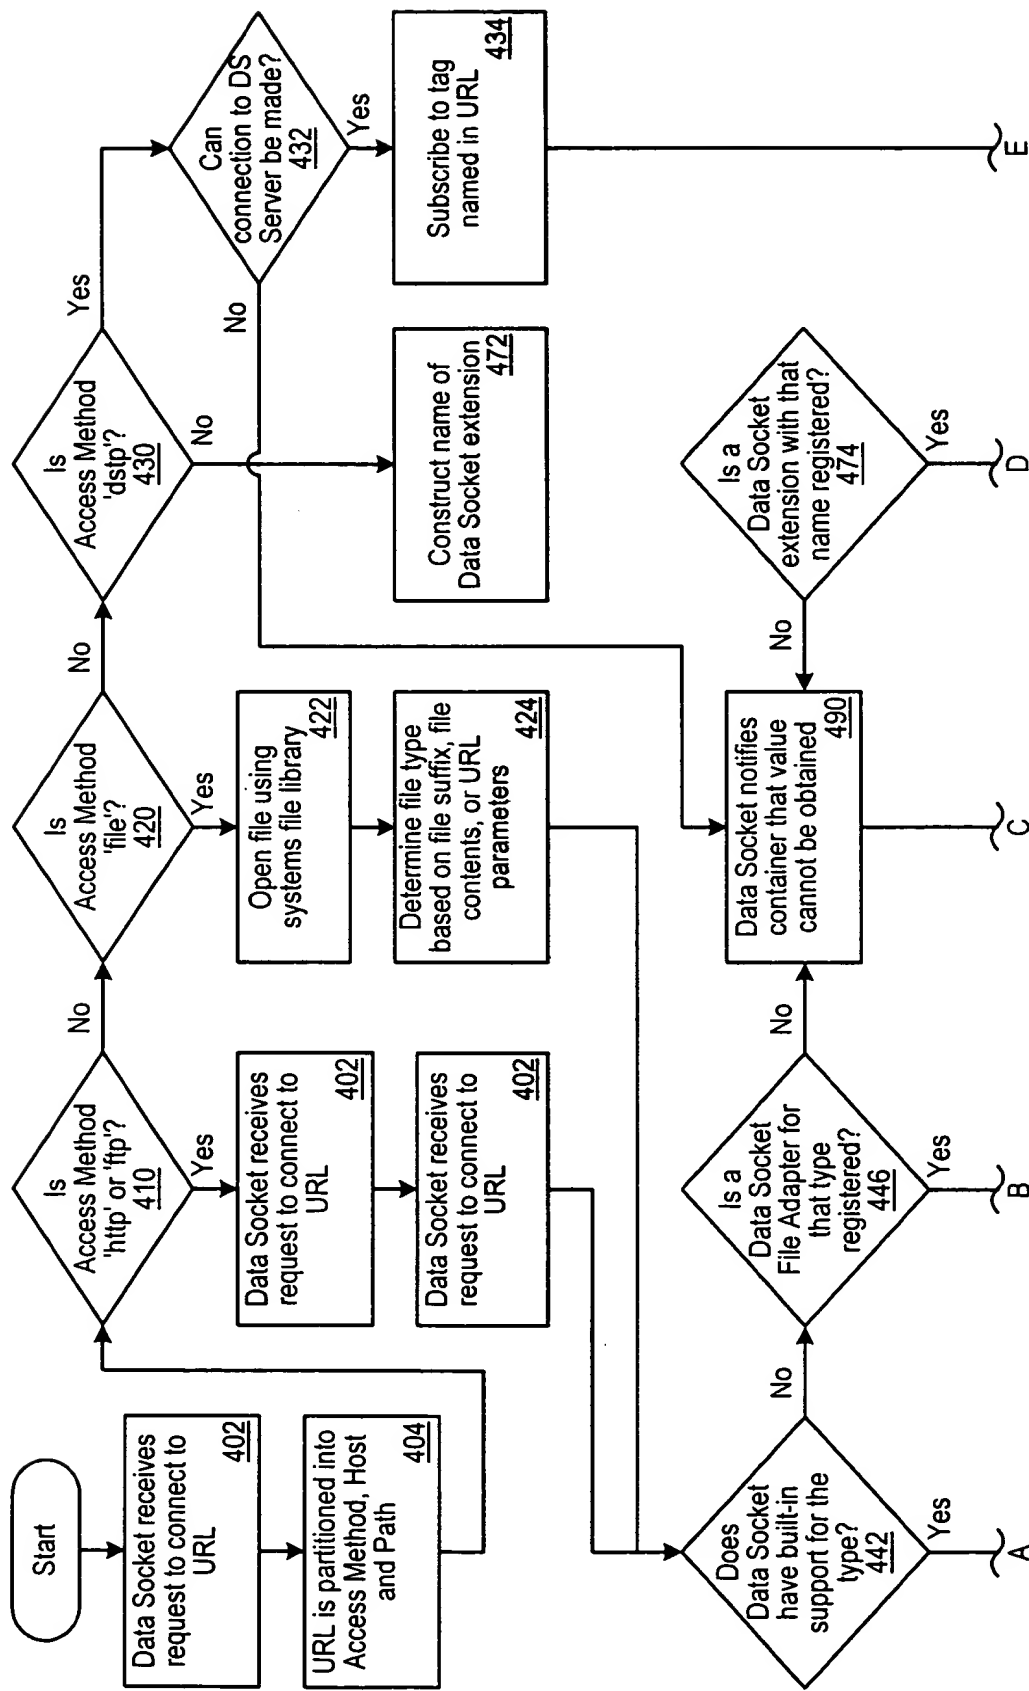 Start
Data Socket receives
request to connect to
URL
402
URL is partitioned into
Access Method, Host
and Path
404
Is
Access Method
'http' or 'ftp'?
410
No
Yes
Data Socket receives
request to connect to
URL
402
Data Socket receives
request to connect to
URL
402
Is
Access Method
'file'?
420
No
Yes
Open file using
systems file library
422
Determine file type
based on file suffix, file
contents, or URL
parameters
424
Is
Access Method
'dstp'?
430
Yes
No
Construct name of
Data Socket extension
472
Can
connection to DS
Server be made?
432
No
Yes
Subscribe to tag
named in URL
434
Does
Data Socket
have built-in
support for the
type?
442
No
Yes
Is a
Data Socket
File Adapter for
that type
registered?
446
No
Yes
Data Socket notifies
container that value
cannot be obtained
490
Is a
Data Socket
extension with that
name registered?
474
No
Yes
A
B
C
D
E